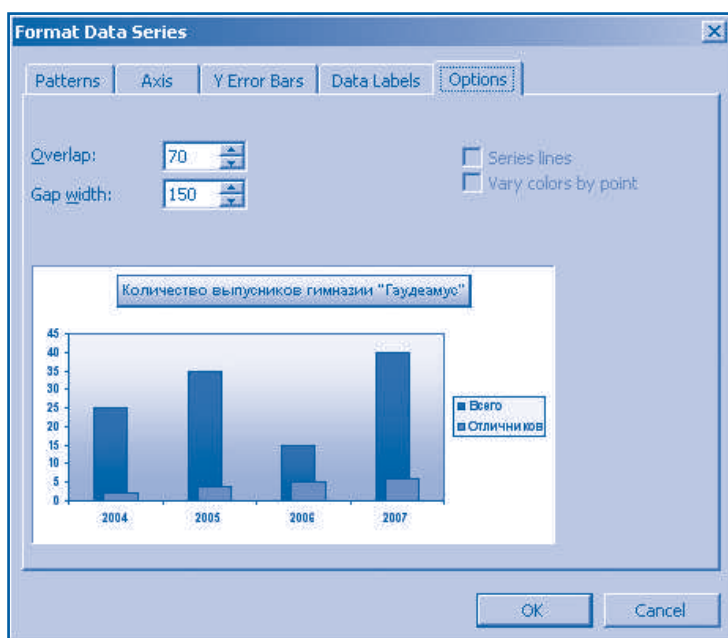 Format Data Series
Patterns Axis Y Error Bars Data Labels Options
Overlap: 70
Series lines
Gap width: 150
Vary colors by point
Количество выпусников гимназии "Гаудеамус"
45
40
35
30
25
20
15
10
5
0
2004 2005 2006 2007
Всего
Отличников
OK Cancel